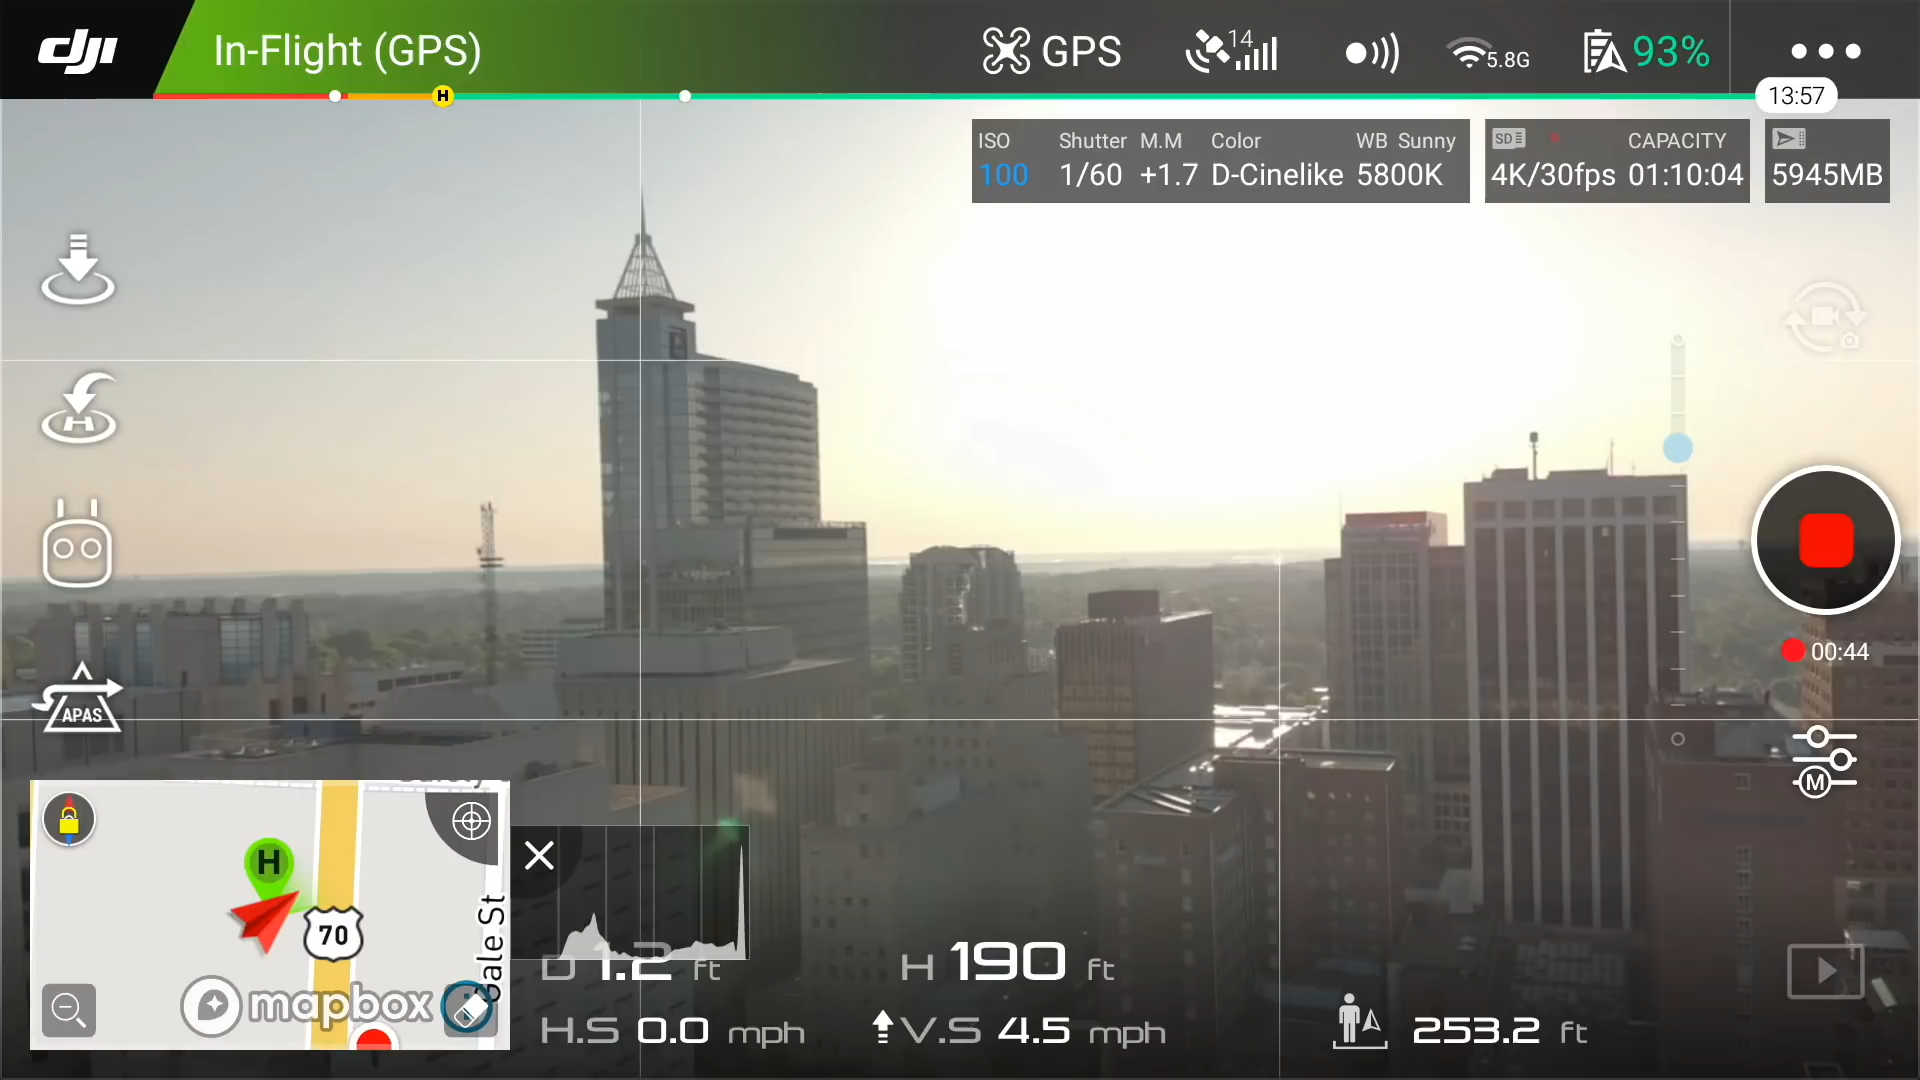 dji In-Flight (GPS) GPS 14 5.8G 93%
H 13:57
ISO Shutter M.M Color WB Sunny SD CAPACITY
100 1/60 +1.7 D-Cinelike 5800K 4K/30fps 01:10:04 5945MB
H
00:44
APAS
M
H
70
mapbox
D 1.2 ft H 190 ft
H.S 0.0 mph V.S 4.5 mph 253.2 ft